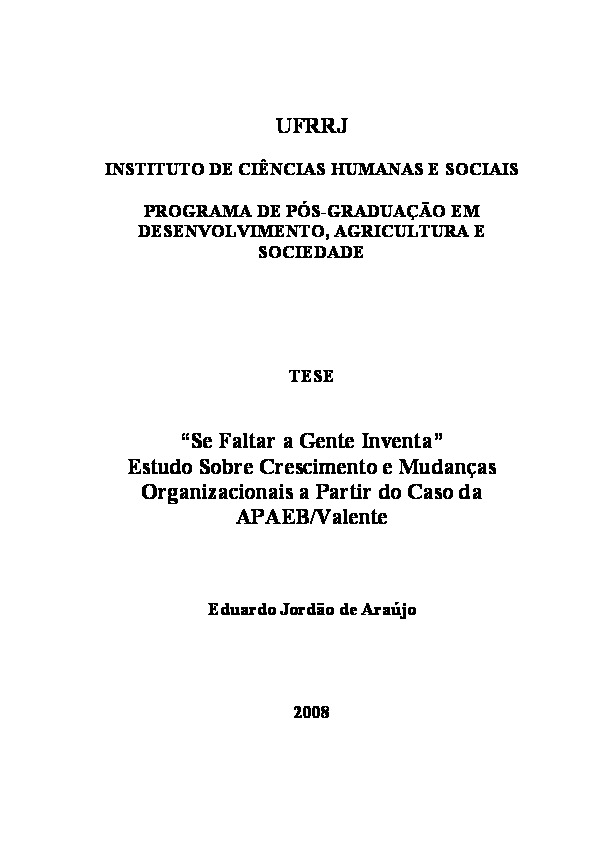 UFRRJ
INSTITUTO DE CIÊNCIAS HUMANAS E SOCIAIS
PROGRAMA DE PÓS-GRADUAÇÃO EM
DESENVOLVIMENTO, AGRICULTURA E
SOCIEDADE
TESE
“Se Faltar a Gente Inventa”
Estudo Sobre Crescimento e Mudanças
Organizacionais a Partir do Caso da
APAEB/Valente
Eduardo Jordão de Araújo
2008